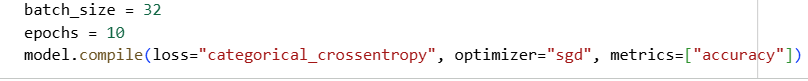 batch_size = 32
epochs = 10
model.compile(loss="categorical_crossentropy", optimizer="sgd", metrics=["accuracy"])